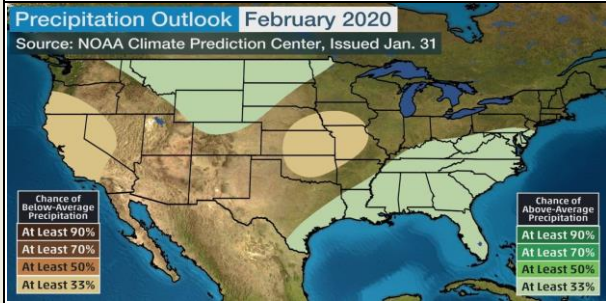 Precipitation Outlook February 2020
Source: NOAA Climate Prediction Center, Issued Jan. 31
Chance of
Below-Average
Precipitation
At Least 90%
At Least 70%
At Least 50%
At Least 33%
Chance of
Above-Average
Precipitation
At Least 90%
At Least 70%
At Least 50%
At Least 33%